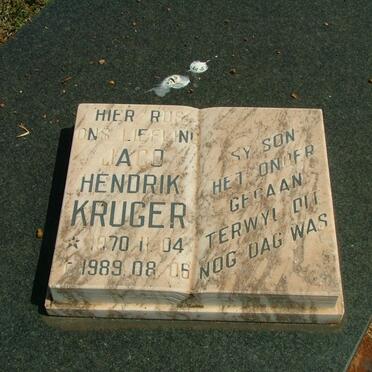 HIER RUS
ONS LIEFLING
JACO
HENDRIK
KRUGER
* 1970.11.04
† 1989.08.06
SY SON
HET ONDER
GEGAAN
TERWYL DIT
NOG DAG WAS